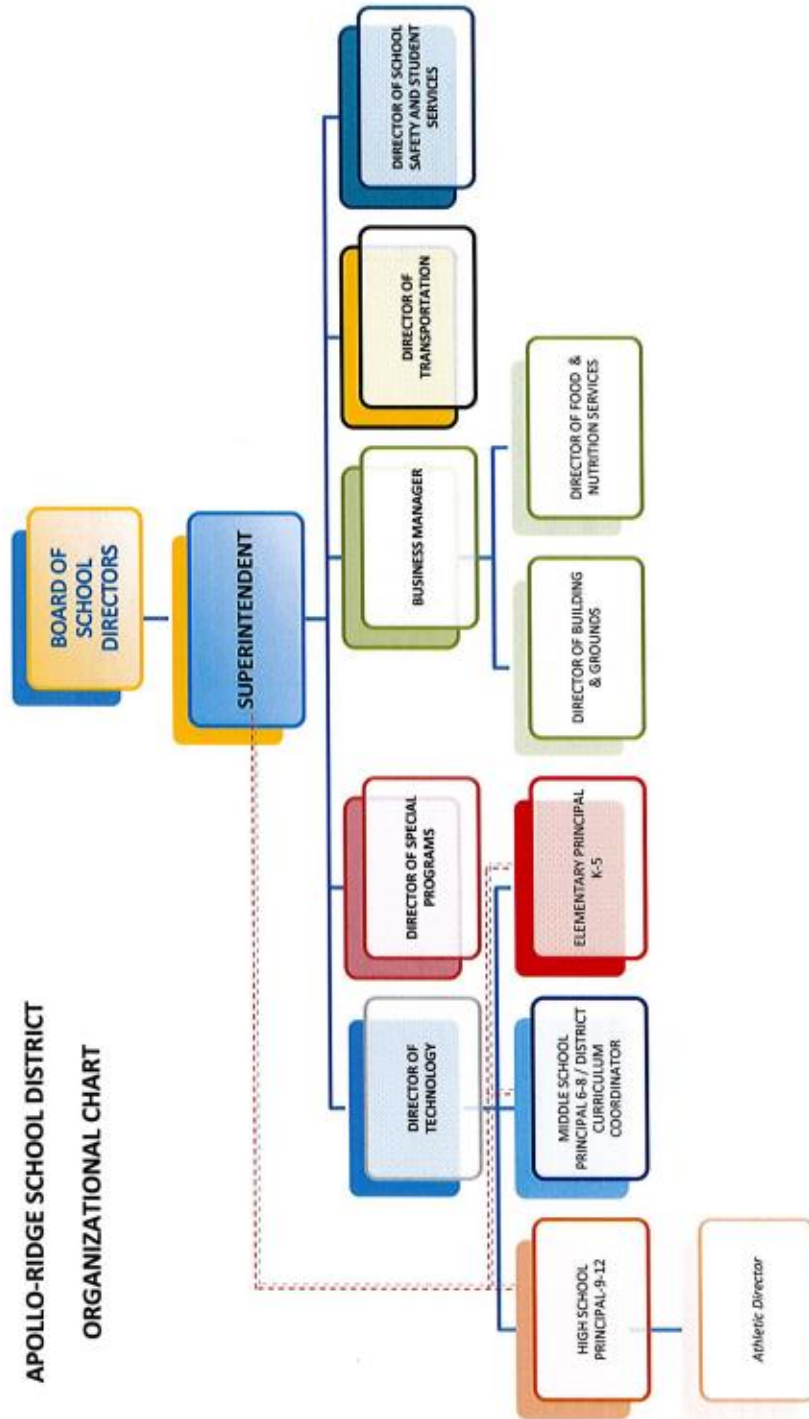 APOLLO-RIDGE SCHOOL DISTRICT
ORGANIZATIONAL CHART
BOARD OF
SCHOOL
DIRECTORS
SUPERINTENDENT
DIRECTOR OF
TECHNOLOGY
DIRECTOR OF SPECIAL
PROGRAMS
BUSINESS MANAGER
DIRECTOR OF
TRANSPORTATION
DIRECTOR OF SCHOOL
SAFETY AND STUDENT
SERVICES
HIGH SCHOOL
PRINCIPAL-9-12
MIDDLE SCHOOL
PRINCIPAL 6-8 / DISTRICT
CURRICULUM
COORDINATOR
ELEMENTARY PRINCIPAL
K-5
DIRECTOR OF BUILDING
& GROUNDS
DIRECTOR OF FOOD &
NUTRITION SERVICES
Athletic Director